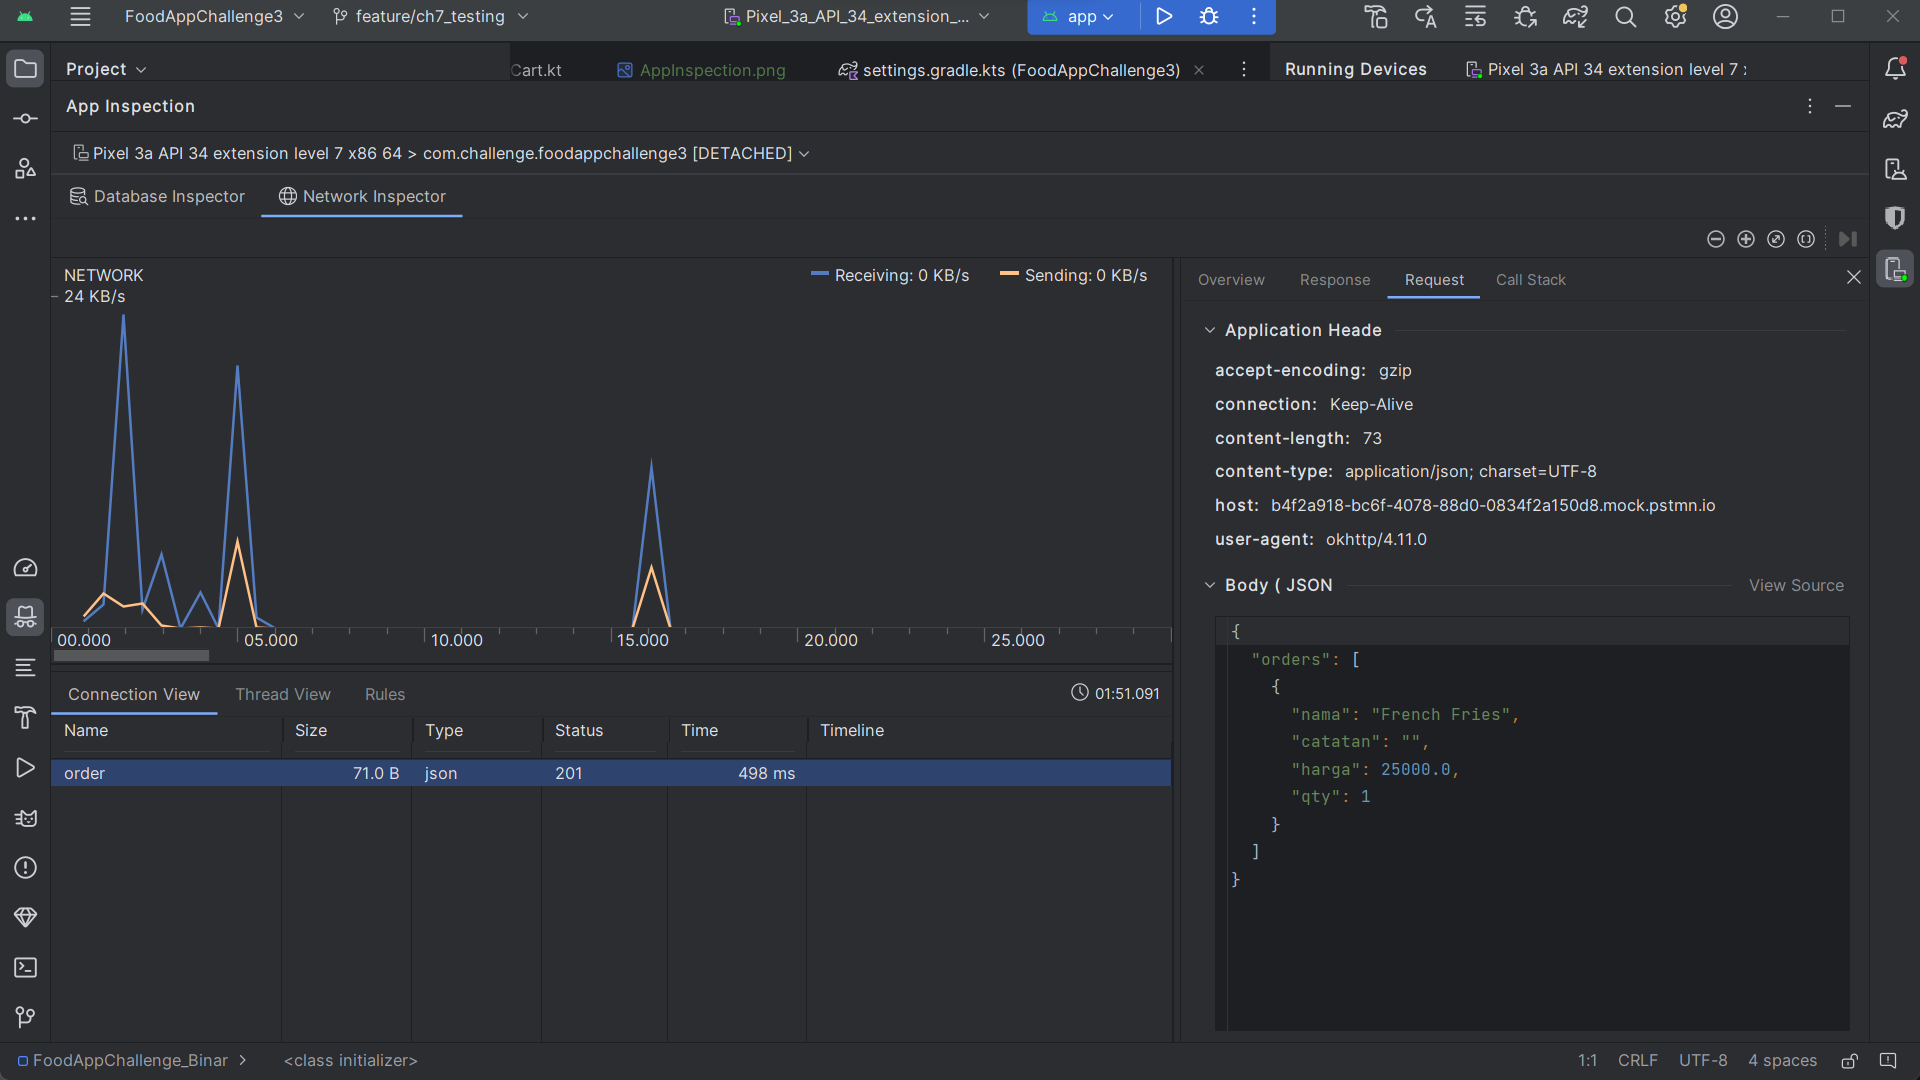 FoodAppChallenge3
feature/ch7_testing
Pixel_3a_API_34_extension_...
app
Project
Cart.kt
AppInspection.png
settings.gradle.kts (FoodAppChallenge3)
Running Devices
Pixel 3a API 34 extension level 7 x
App Inspection
Pixel 3a API 34 extension level 7 x86 64 > com.challenge.foodappchallenge3 [DETACHED]
Database Inspector
Network Inspector
NETWORK
24 KB/s
Receiving: 0 KB/s
Sending: 0 KB/s
00.000
05.000
10.000
15.000
20.000
25.000
Connection View
Thread View
Rules
01:51.091
Name
Size
Type
Status
Time
Timeline
order
71.0 B
json
201
498 ms
Overview
Response
Request
Call Stack
Application Heade
accept-encoding: gzip
connection: Keep-Alive
content-length: 73
content-type: application/json; charset=UTF-8
host: b4f2a918-bc6f-4078-88d0-0834f2a150d8.mock.pstmn.io
user-agent: okhttp/4.11.0
Body ( JSON
View Source
{
"orders": [
{
"nama": "French Fries",
"catatan": "",
"harga": 25000.0,
"qty": 1
}
]
}
FoodAppChallenge_Binar >
<class initializer>
1:1
CRLF
UTF-8
4 spaces